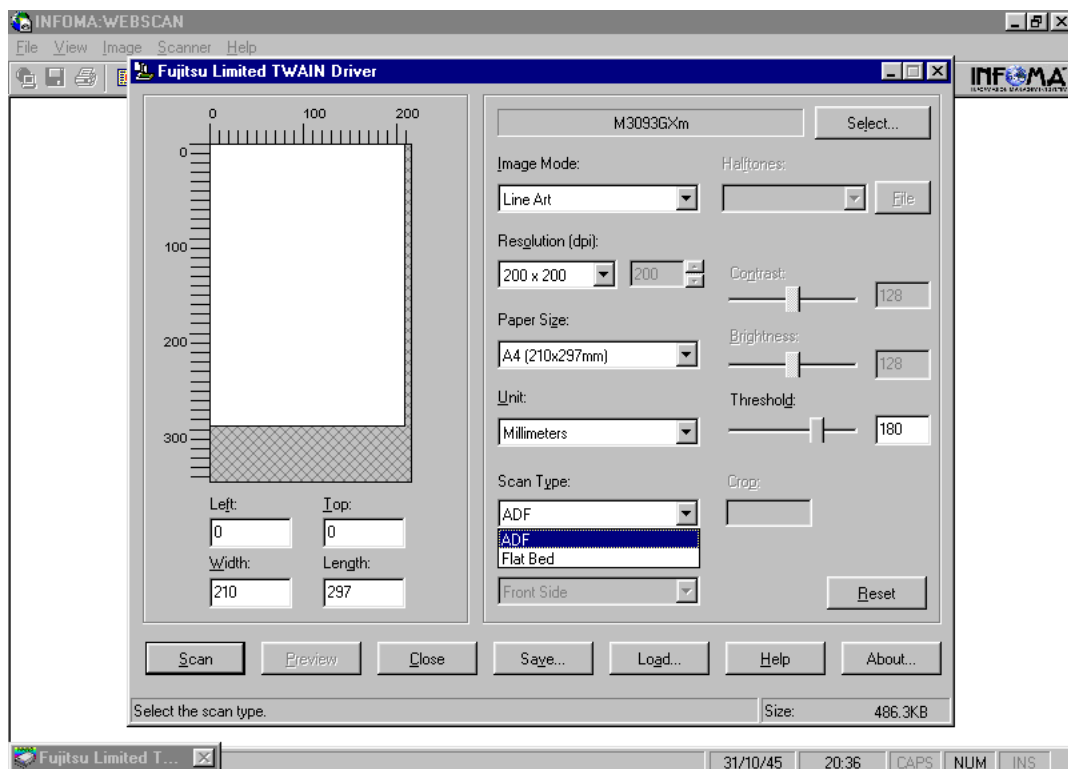 INFOMA:WEBSCAN
File View Image Scanner Help
Fujitsu Limited TWAIN Driver
INFOMA
0 100 200
0
100
200
300
Left: Top:
0 0
Width: Length:
210 297
M3093GXm Select...
Image Mode: Halftones:
Line Art File
Resolution (dpi):
200 x 200 200 Contrast:
128
Paper Size: Brightness:
A4 (210x297mm) 128
Unit: Threshold:
Millimeters 180
Scan Type: Crop:
ADF
ADF
Flat Bed
Front Side Reset
Scan Preview Close Save... Load... Help About...
Select the scan type. Size: 486.3KB
Fujitsu Limited T... 31/10/45 20:36 CAPS NUM INS